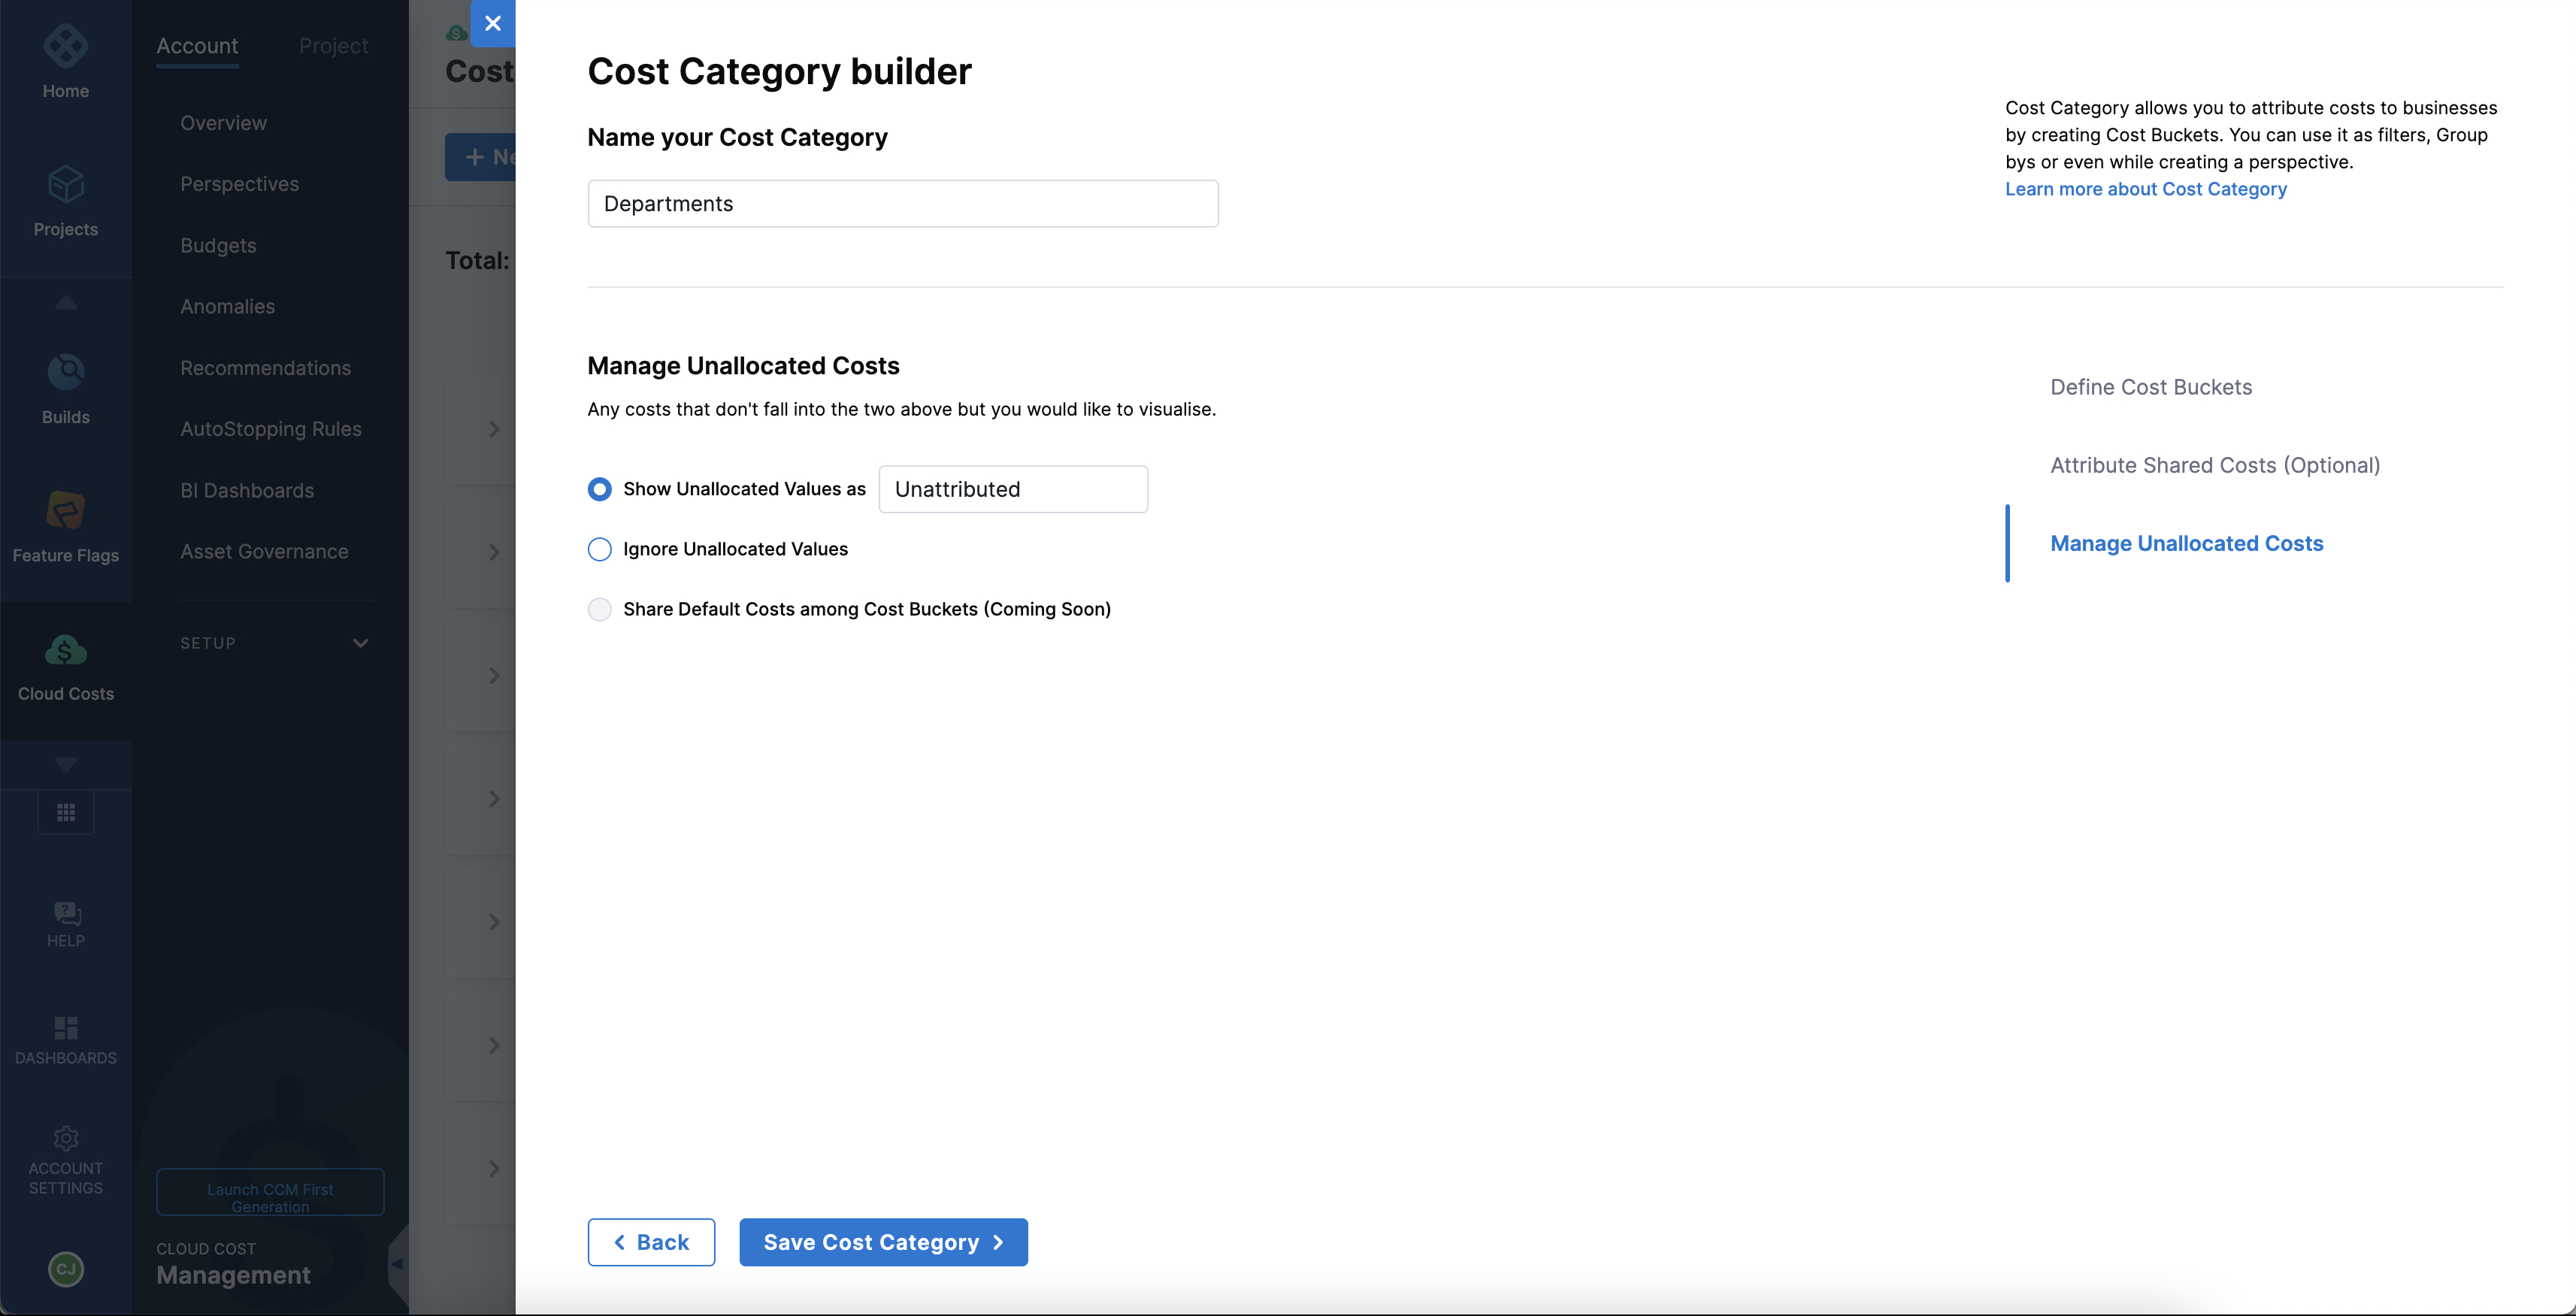 Home
Projects
Builds
Feature Flags
Cloud Costs
HELP
DASHBOARDS
ACCOUNT
SETTINGS
CJ
Account
Project
Overview
Perspectives
Budgets
Anomalies
Recommendations
AutoStopping Rules
BI Dashboards
Asset Governance
SETUP
Launch CCM First
Generation
CLOUD COST
Management
Cost
+ Ne
Total:
Cost Category builder
Name your Cost Category
Departments
Cost Category allows you to attribute costs to businesses
by creating Cost Buckets. You can use it as filters, Group
bys or even while creating a perspective.
Learn more about Cost Category
Manage Unallocated Costs
Any costs that don't fall into the two above but you would like to visualise.
Show Unallocated Values as
Unattributed
Ignore Unallocated Values
Share Default Costs among Cost Buckets (Coming Soon)
Define Cost Buckets
Attribute Shared Costs (Optional)
Manage Unallocated Costs
Back
Save Cost Category